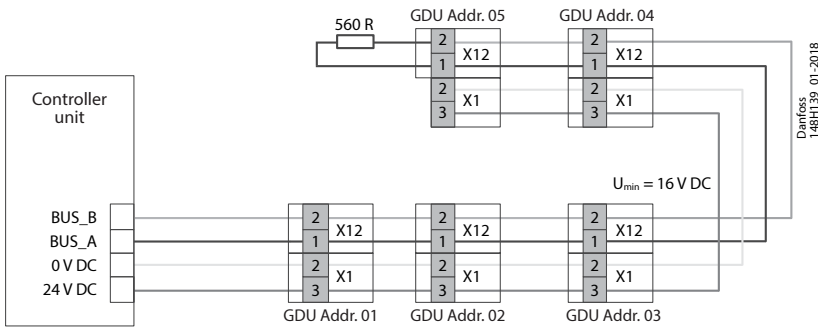 GDU Addr. 05 GDU Addr. 04
560 R
2 X12 2 X12
1 1
2 X1 2 X1
3 3
Danfoss
148H139 01-2018
Controller
unit
Umin = 16 V DC
BUS_B 2 X12 2 X12 2 X12
BUS_A 1 1 1
0 V DC 2 X1 2 X1 2 X1
24 V DC 3 3 3
GDU Addr. 01 GDU Addr. 02 GDU Addr. 03